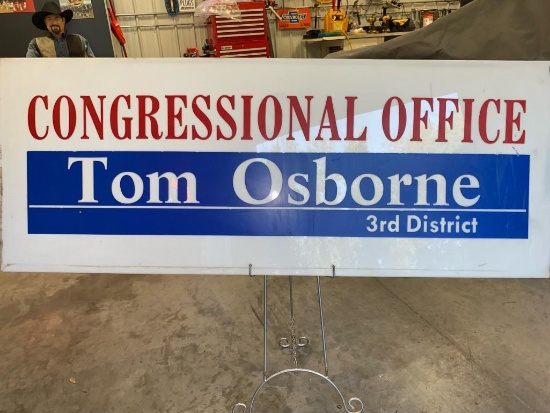 CONGRESSIONAL OFFICE
Tom Osborne
3rd District